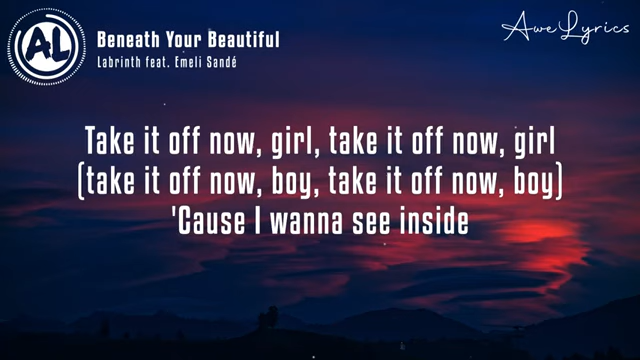 AL
Beneath Your Beautiful
Labrinth feat. Emeli Sandé
AweLyrics
Take it off now, girl, take it off now, girl
(take it off now, boy, take it off now, boy)
'Cause I wanna see inside